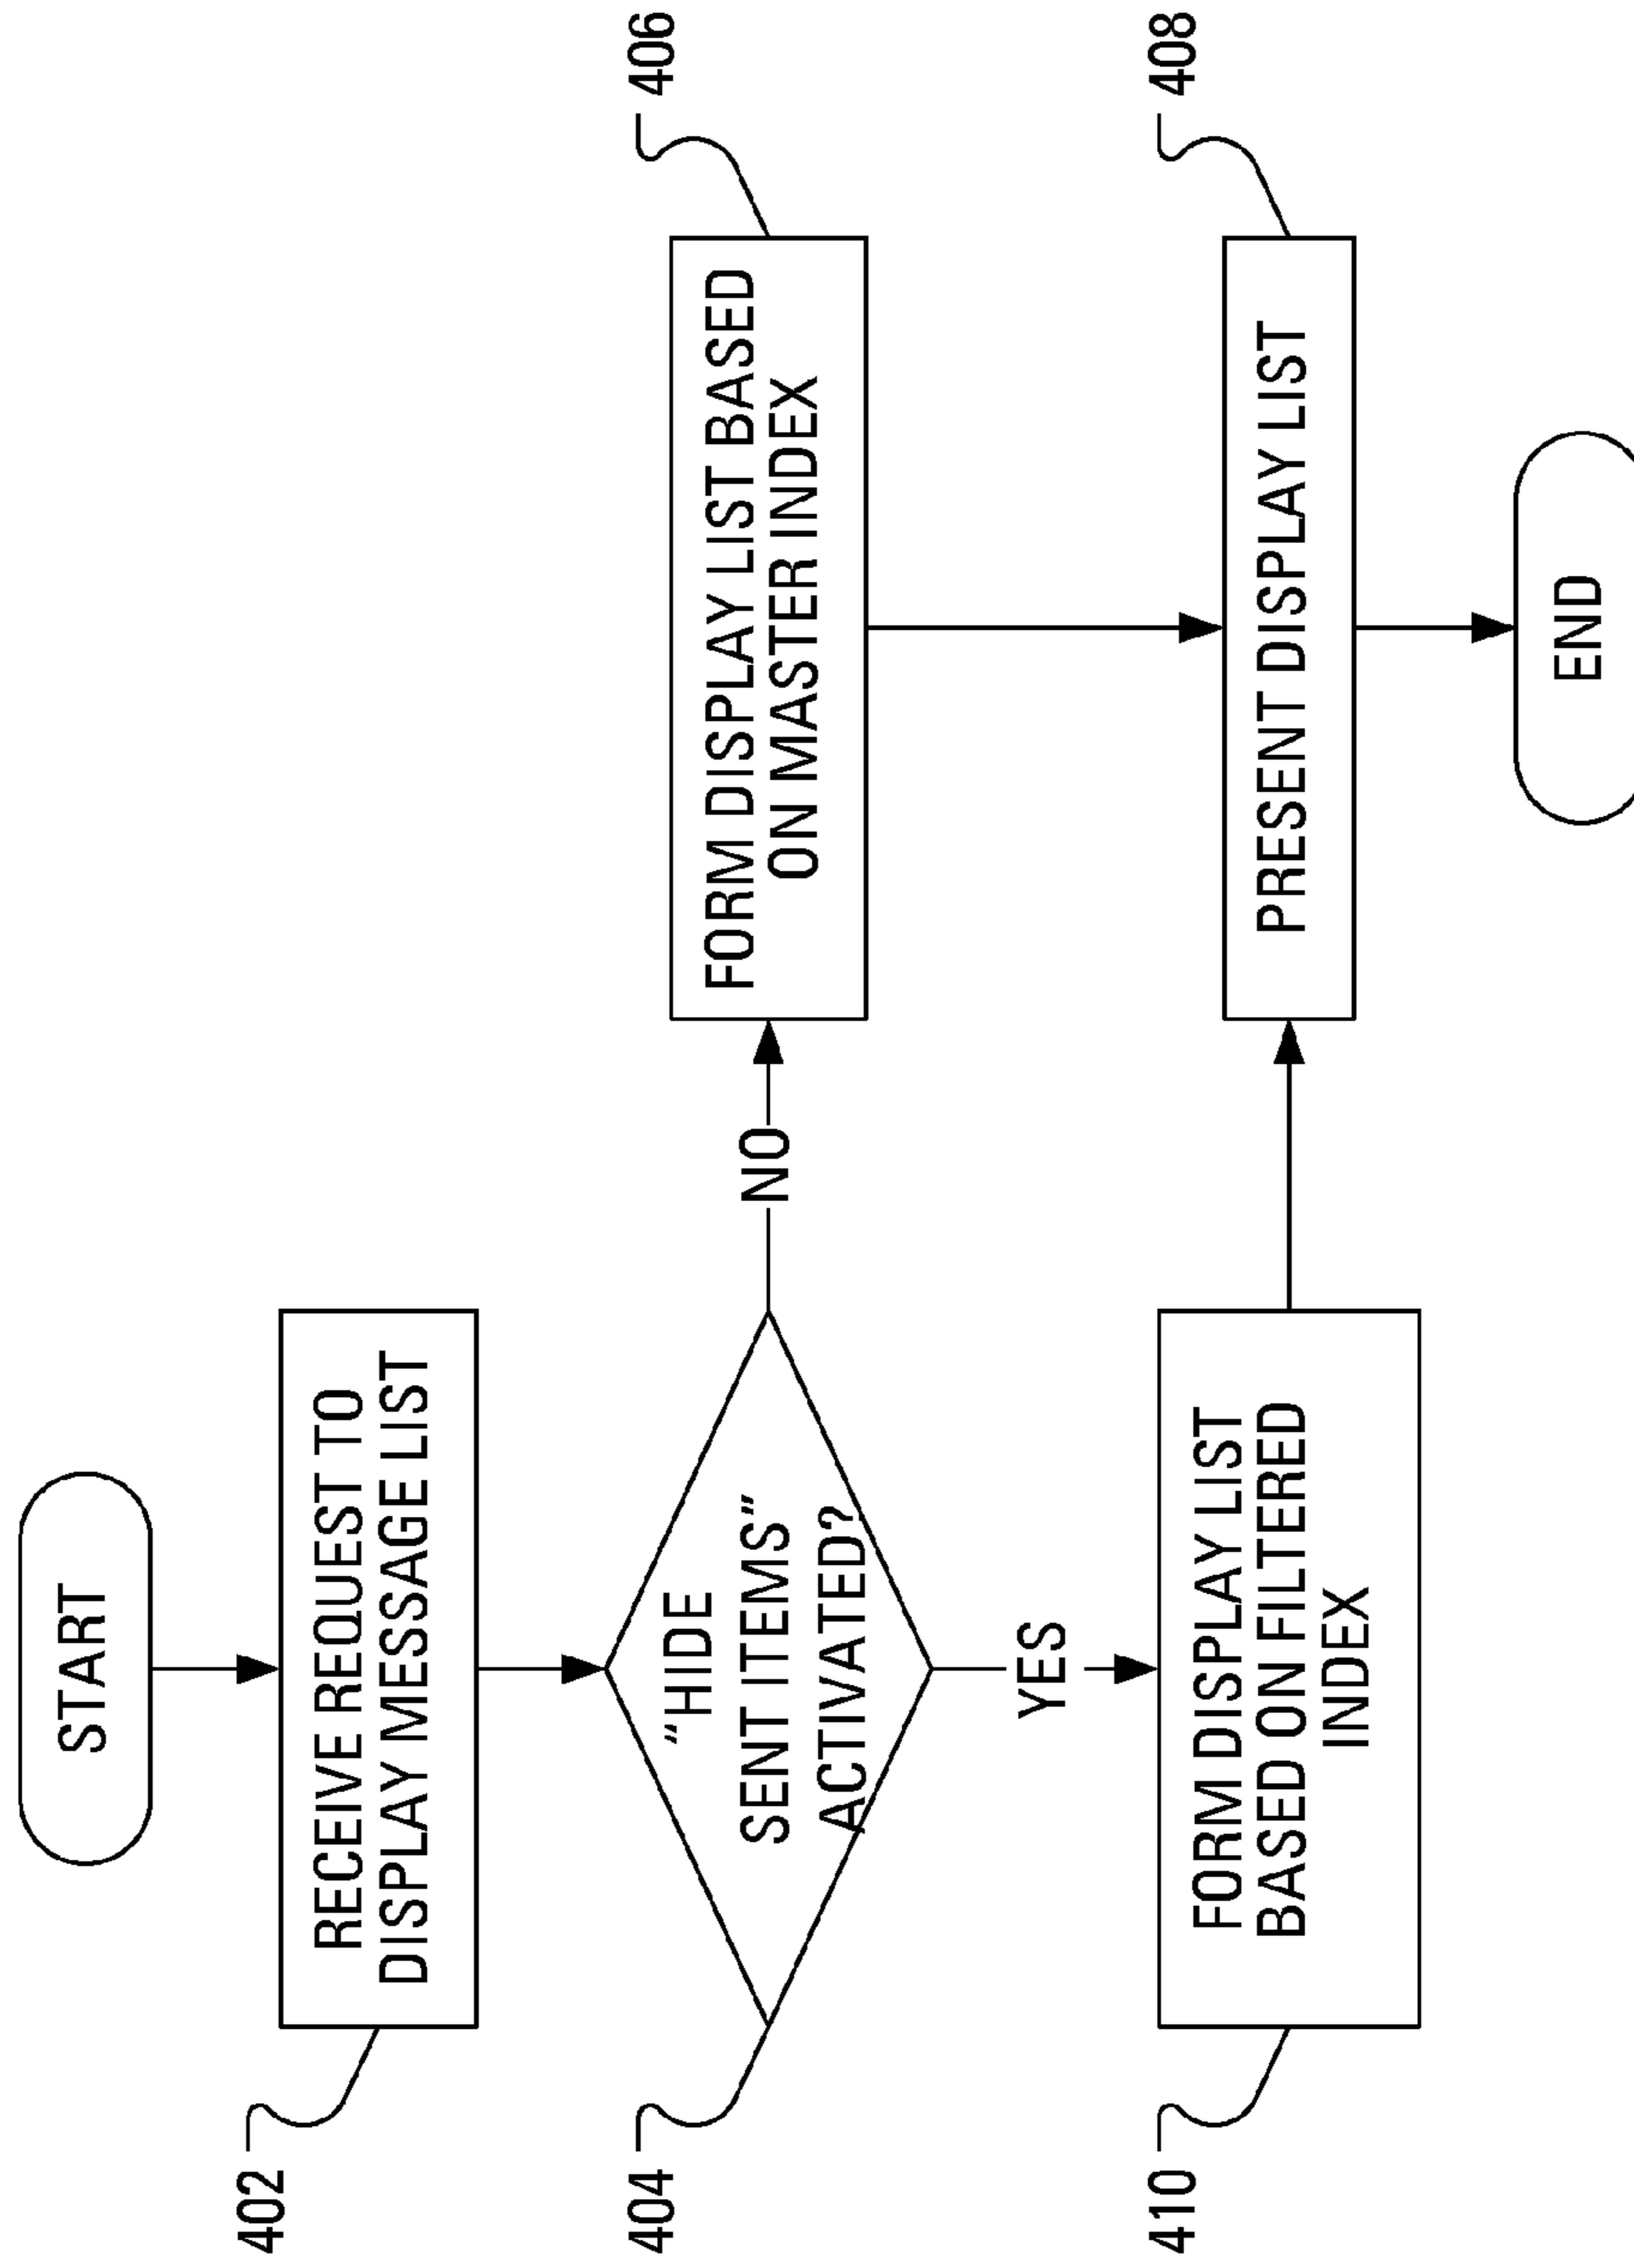 START
402
RECEIVE REQUEST TO
DISPLAY MESSAGE LIST
404
"HIDE
SENT ITEMS"
ACTIVATED?
NO
406
FORM DISPLAY LIST BASED
ON MASTER INDEX
YES
410
FORM DISPLAY LIST
BASED ON FILTERED
INDEX
408
PRESENT DISPLAY LIST
END